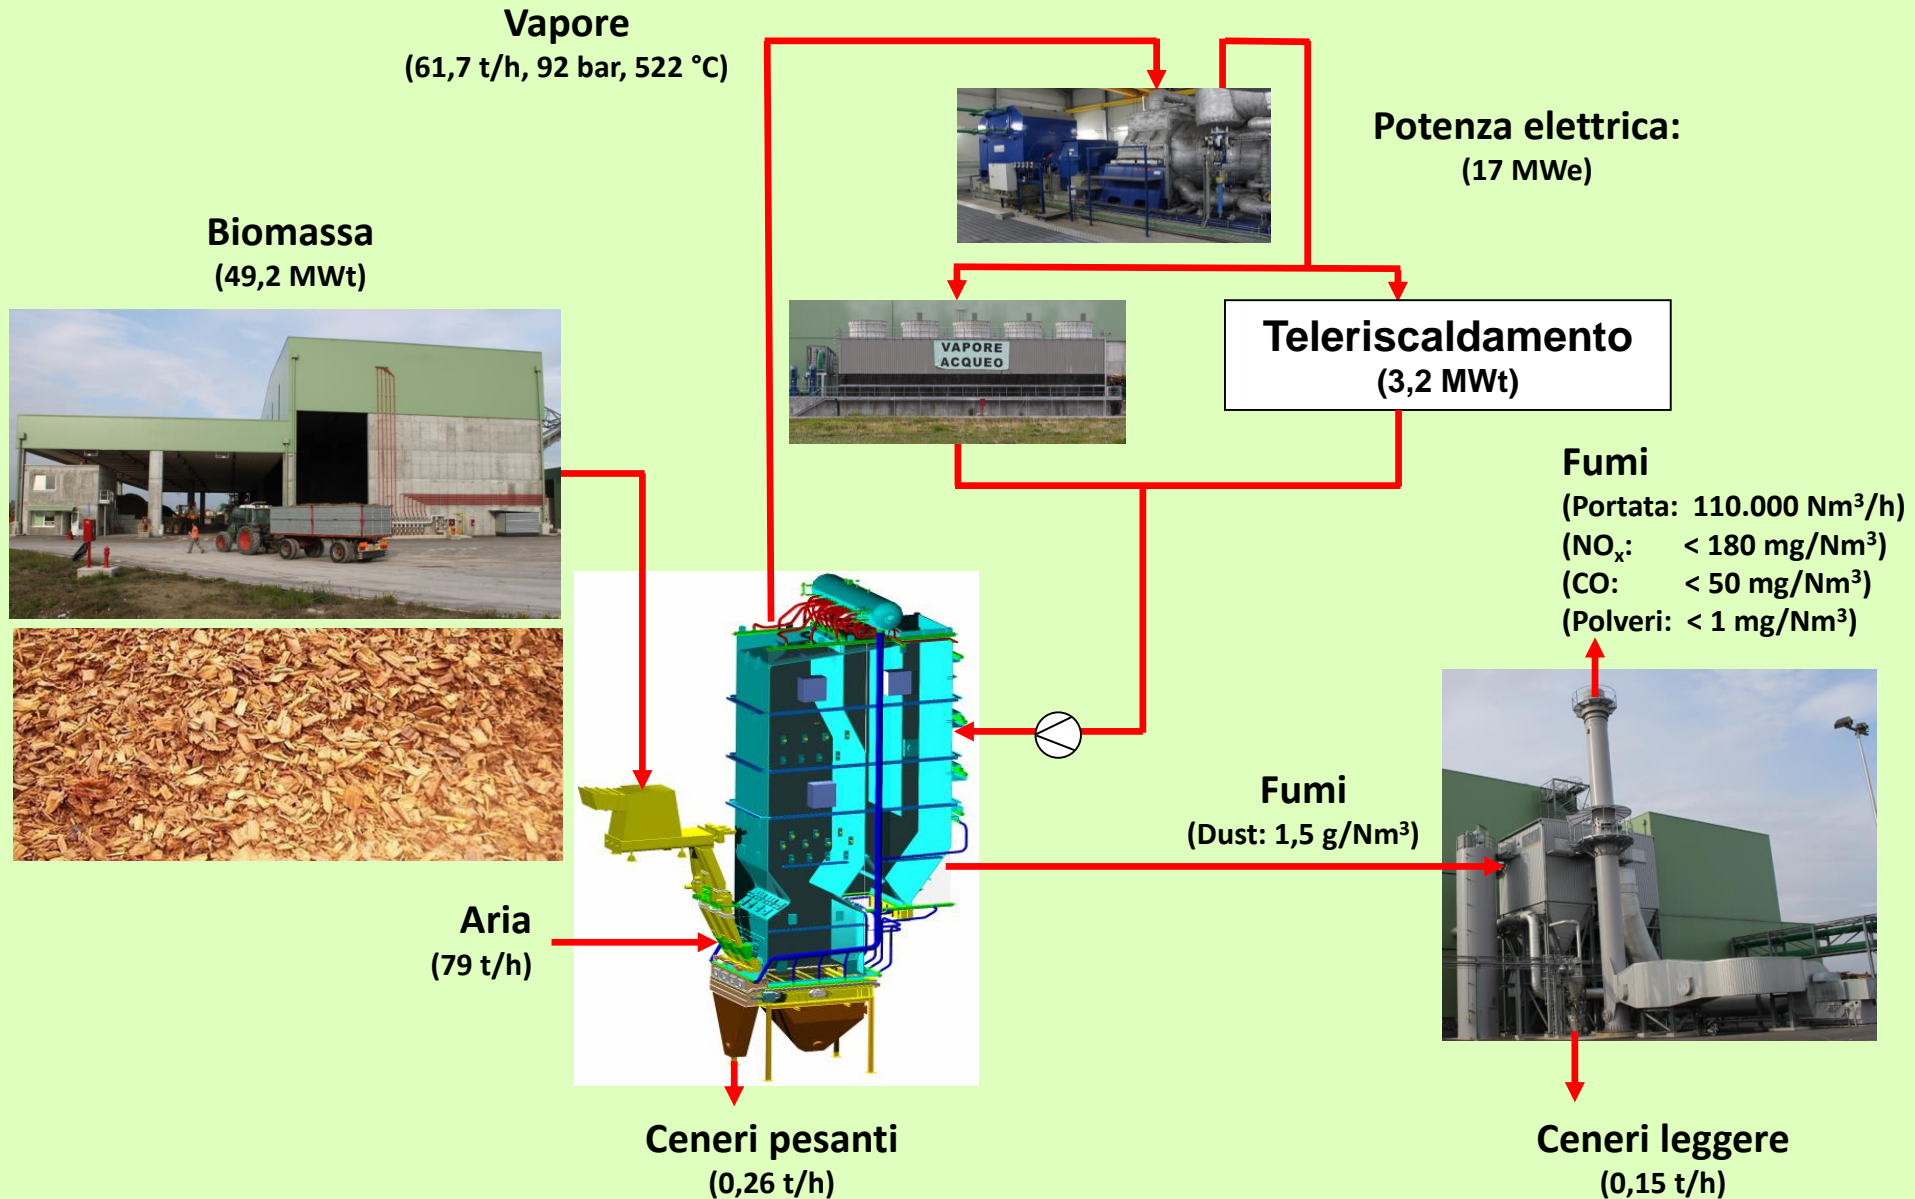 Vapore
(61,7 t/h, 92 bar, 522 °C)
Potenza elettrica:
(17 MWe)
Biomassa
(49,2 MWt)
VAPORE
ACQUEO
Teleriscaldamento
(3,2 MWt)
Fumi
(Portata: 110.000 Nm³/h)
(NOₓ: < 180 mg/Nm³)
(CO: < 50 mg/Nm³)
(Polveri: < 1 mg/Nm³)
Fumi
(Dust: 1,5 g/Nm³)
Aria
(79 t/h)
Ceneri pesanti
(0,26 t/h)
Ceneri leggere
(0,15 t/h)